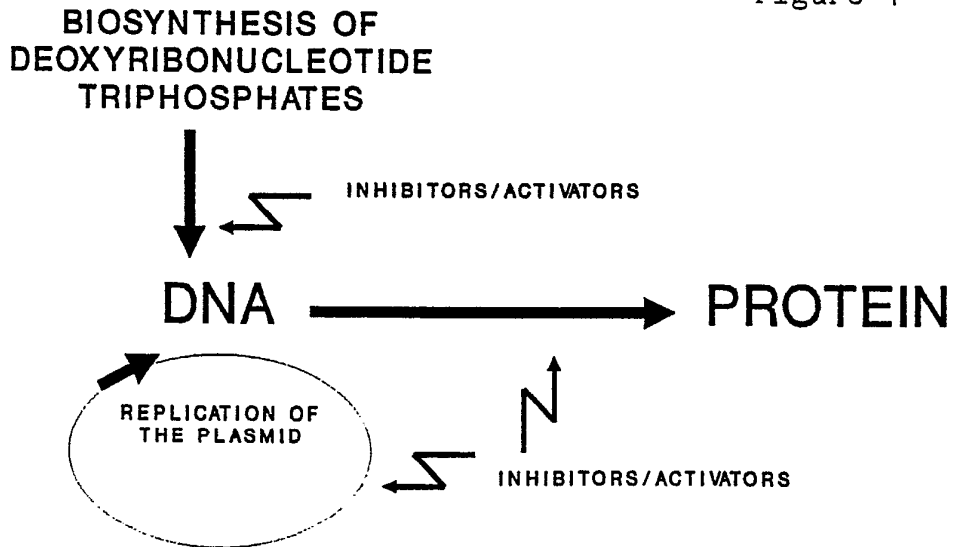 BIOSYNTHESIS OF
DEOXYRIBONUCLEOTIDE
TRIPHOSPHATES
INHIBITORS/ACTIVATORS
DNA
PROTEIN
REPLICATION OF
THE PLASMID
INHIBITORS/ACTIVATORS